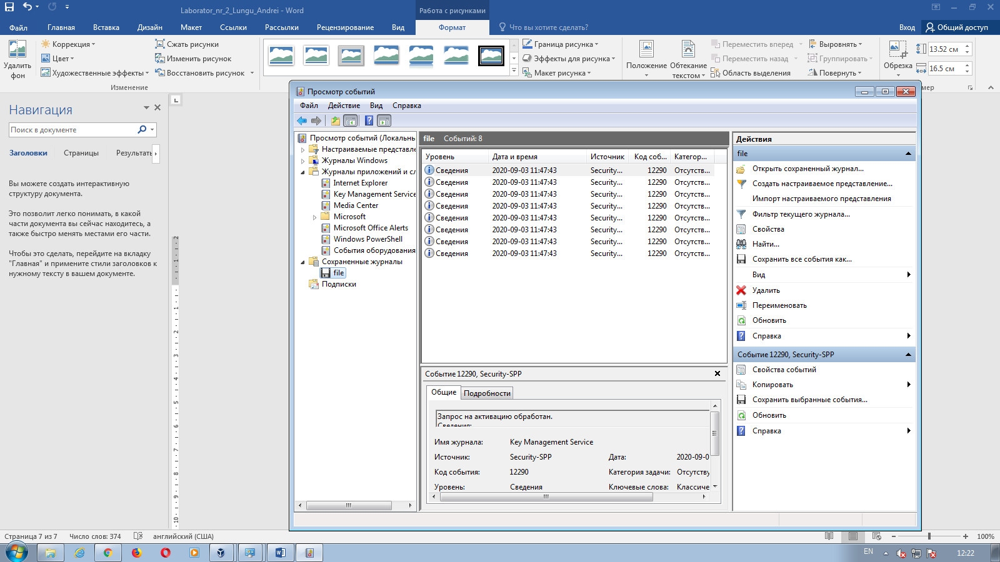 Laborator_nr_2_Lungu_Andrei - Word
Работа с рисунками
Файл
Главная
Вставка
Дизайн
Макет
Ссылки
Рассылки
Рецензирование
Вид
Формат
Что вы хотите сделать?
Вход
Общий доступ
Удалить
фон
Коррекция
Цвет
Художественные эффекты
Сжать рисунки
Изменить рисунок
Восстановить рисунок
Изменение
Граница рисунка
Эффекты для рисунка
Макет рисунка
Положение
Обтекание
текстом
Переместить вперед
Переместить назад
Область выделения
Выровнять
Группировать
Повернуть
Обрезка
13.52 см
16.5 см
мер
Навигация
Поиск в документе
Заголовки
Страницы
Результать
Вы можете создать интерактивную
структуру документа.
Это позволит легко понимать, в какой
части документа вы сейчас находитесь, а
также быстро менять местами его части.
Чтобы это сделать, перейдите на вкладку
"Главная" и примените стили заголовков к
нужному тексту в вашем документе.
L
2
1
1
2
3
4
5
6
7
8
9
10
Просмотр событий
Файл
Действие
Вид
Справка
Просмотр событий (Локальнь
Настраиваемые представле
Журналы Windows
Журналы приложений и сл
Internet Explorer
Key Management Service
Media Center
Microsoft
Microsoft Office Alerts
Windows PowerShell
События оборудования
Сохраненные журналы
file
Подписки
file Событий: 8
Уровень Дата и время Источник Код соб... Категор...
Сведения 2020-09-03 11:47:43 Security... 12290 Отсутств...
Сведения 2020-09-03 11:47:43 Security... 12290 Отсутств...
Сведения 2020-09-03 11:47:43 Security... 12290 Отсутств...
Сведения 2020-09-03 11:47:43 Security... 12290 Отсутств...
Сведения 2020-09-03 11:47:43 Security... 12290 Отсутств...
Сведения 2020-09-03 11:47:43 Security... 12290 Отсутств...
Сведения 2020-09-03 11:47:43 Security... 12290 Отсутств...
Сведения 2020-09-03 11:47:43 Security... 12290 Отсутств...
Событие 12290, Security-SPP
Общие
Подробности
Запрос на активацию обработан.
Сведения:
Имя журнала: Key Management Service
Источник: Security-SPP Дата: 2020-09-0
Код события: 12290 Категория задачи: Отсутству
Уровень: Сведения Ключевые слова: Классиче
Действия
file
Открыть сохраненный журнал...
Создать настраиваемое представление...
Импорт настраиваемого представления
Фильтр текущего журнала...
Свойства
Найти...
Сохранить все события как...
Вид
Удалить
Переименовать
Обновить
Справка
Событие 12290, Security-SPP
Свойства событий
Копировать
Сохранить выбранные события...
Обновить
Справка
Страница 7 из 7
Число слов: 374
английский (США)
100%
EN
12:22